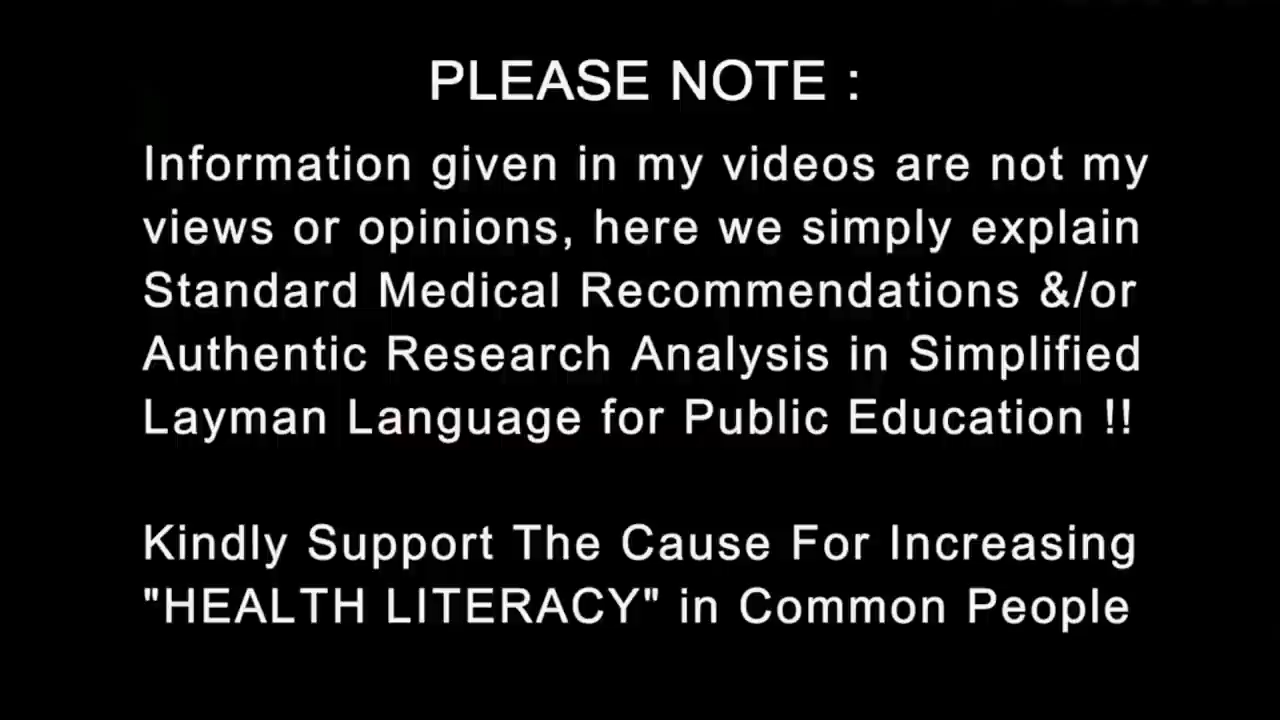 PLEASE NOTE :
Information given in my videos are not my
views or opinions, here we simply explain
Standard Medical Recommendations &/or
Authentic Research Analysis in Simplified
Layman Language for Public Education !!
Kindly Support The Cause For Increasing
"HEALTH LITERACY" in Common People